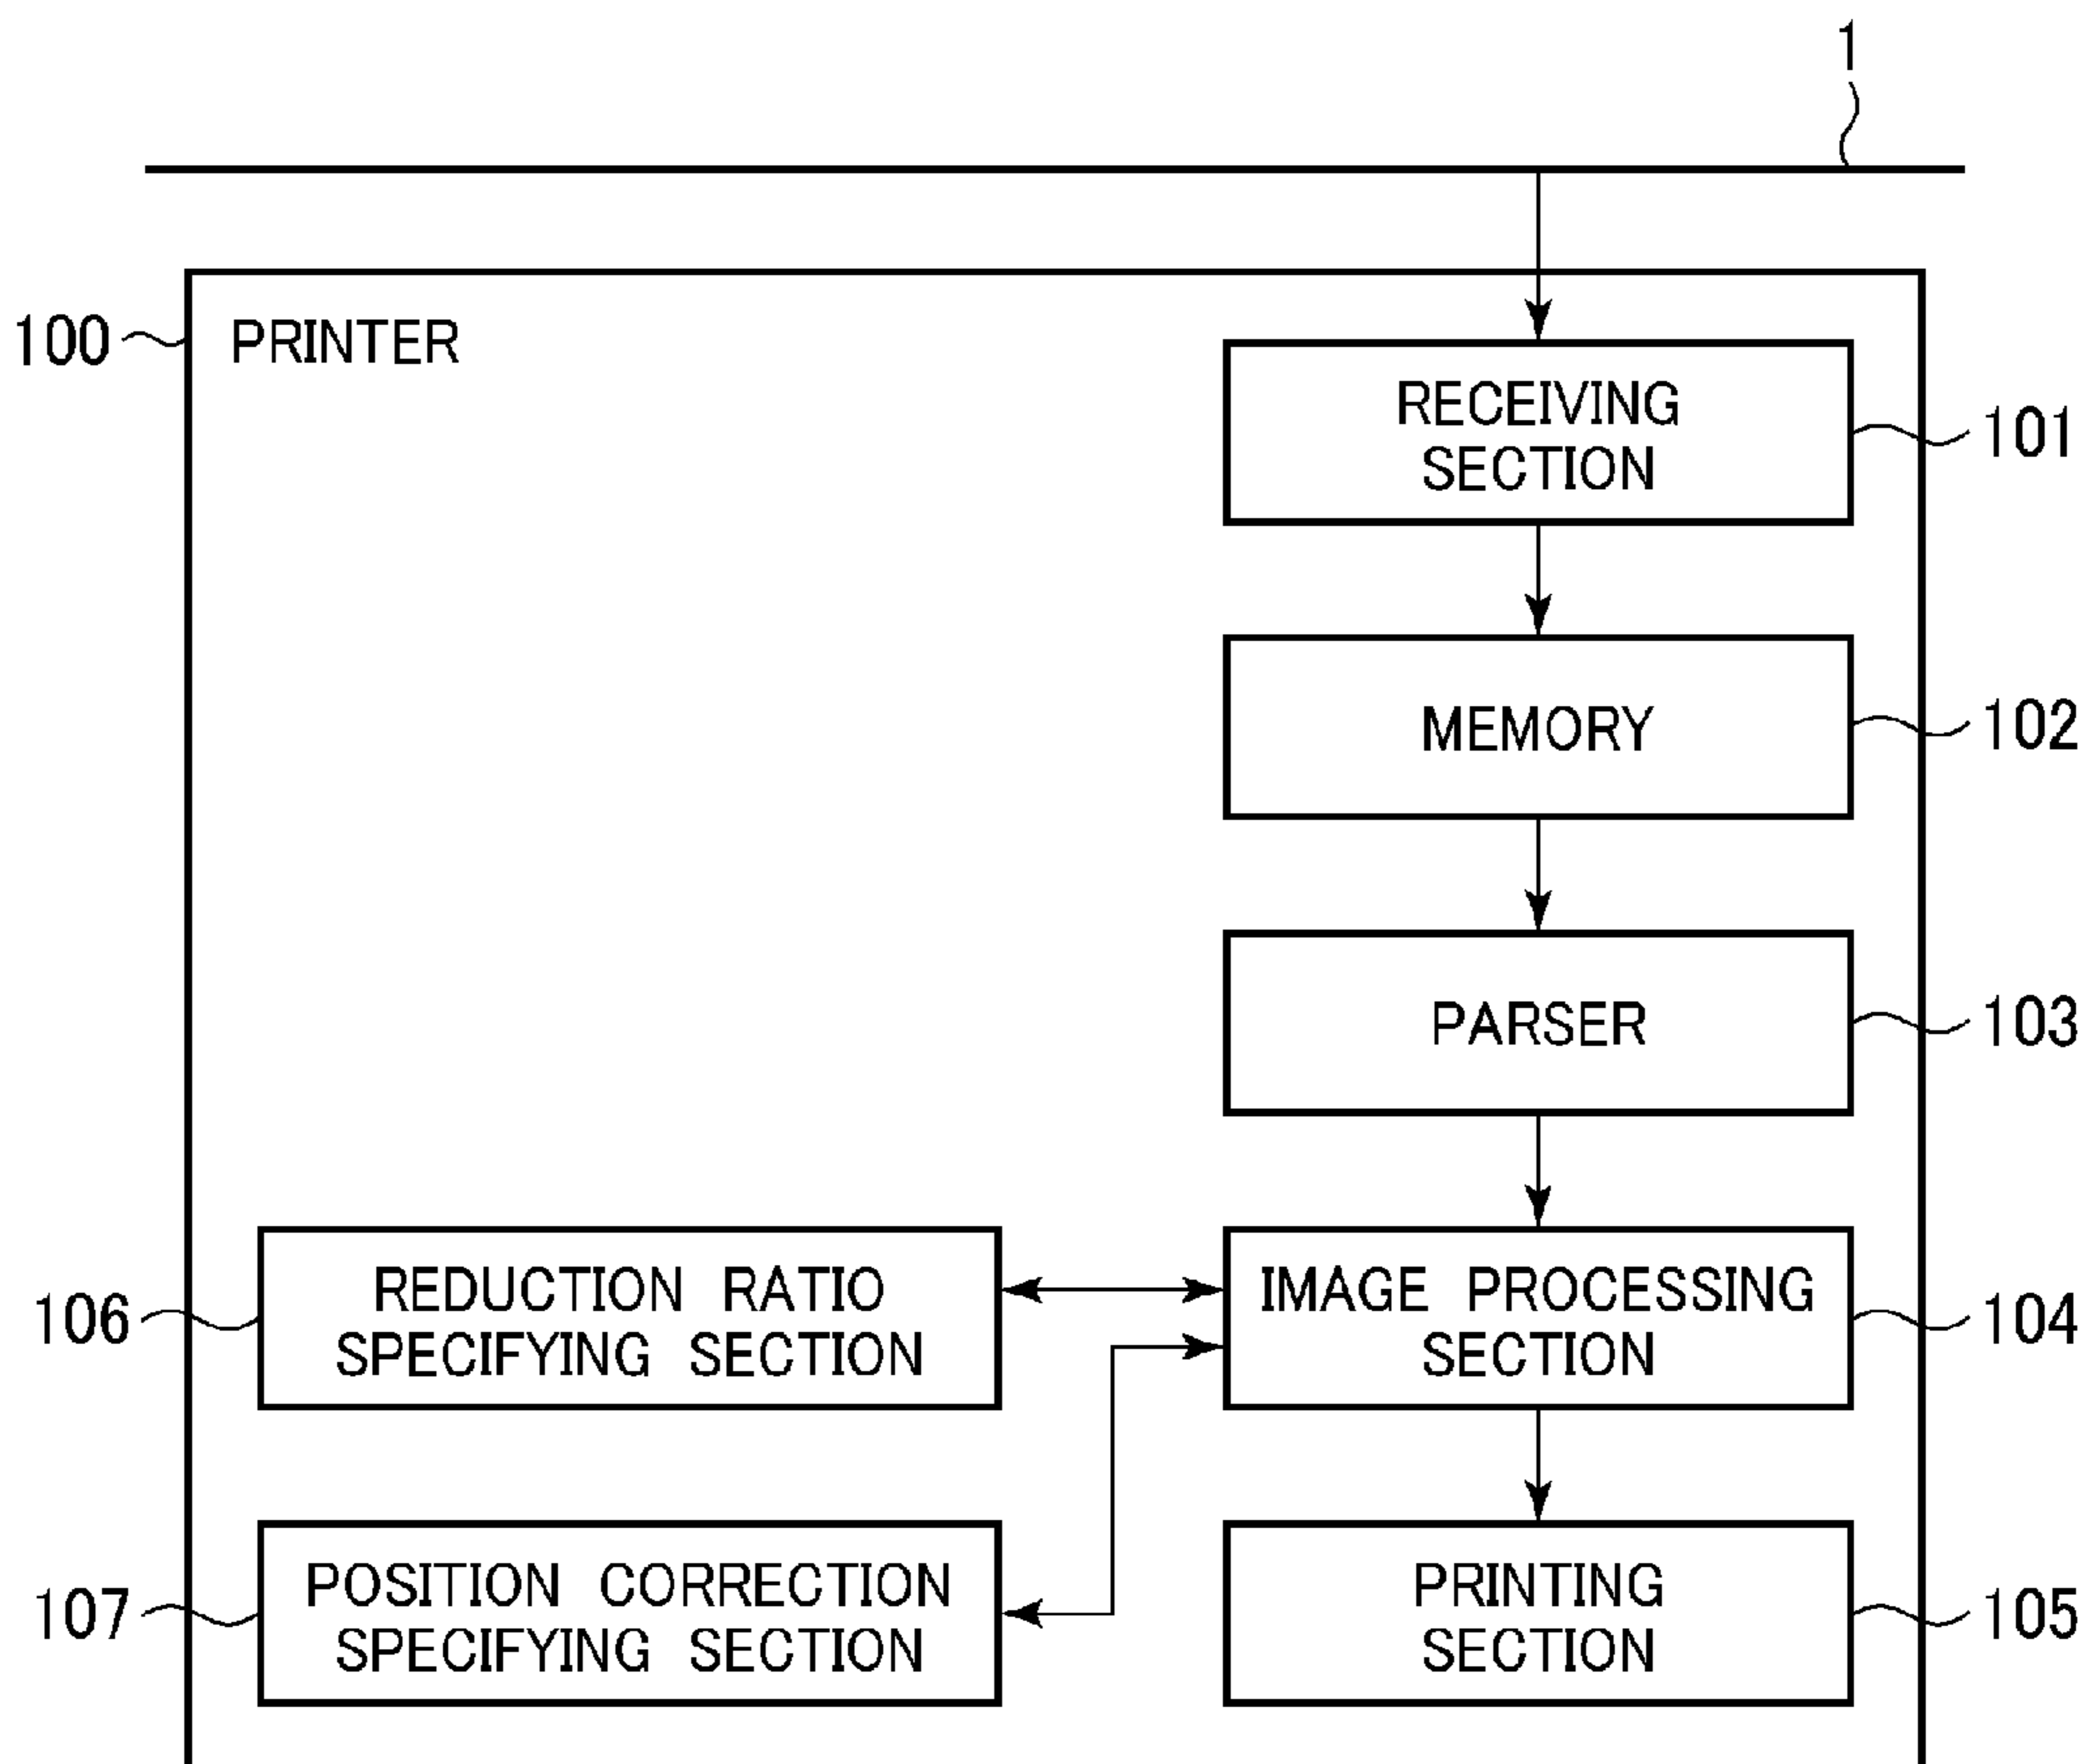 1
100
PRINTER
RECEIVING
SECTION
101
MEMORY
102
PARSER
103
106
REDUCTION RATIO
SPECIFYING SECTION
IMAGE PROCESSING
SECTION
104
107
POSITION CORRECTION
SPECIFYING SECTION
PRINTING
SECTION
105